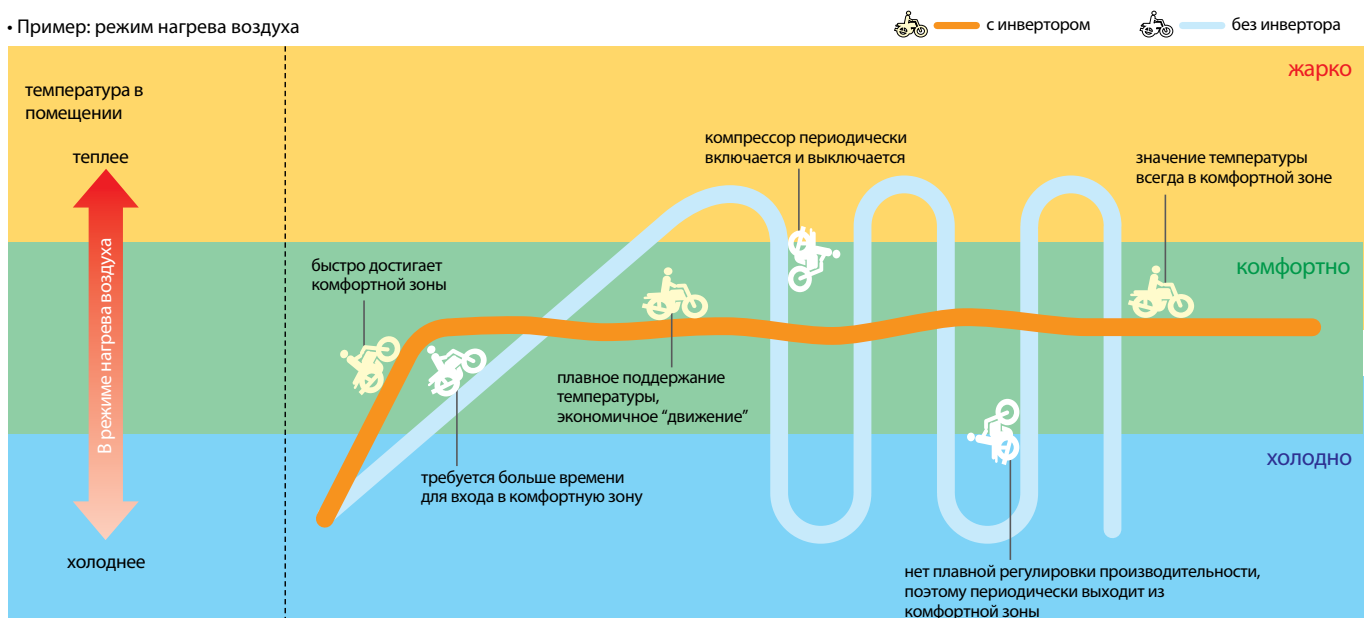 • Пример: режим нагрева воздуха
с инвертором
без инвертора
жарко
температура в
помещении
теплее
В режиме нагрева воздуха
холоднее
компрессор периодически
включается и выключается
значение температуры
всегда в комфортной зоне
быстро достигает
комфортной зоны
комфортно
плавное поддержание
температуры,
экономичное “движение”
требуется больше времени
для входа в комфортную зону
холодно
нет плавной регулировки производительности,
поэтому периодически выходит из
комфортной зоны